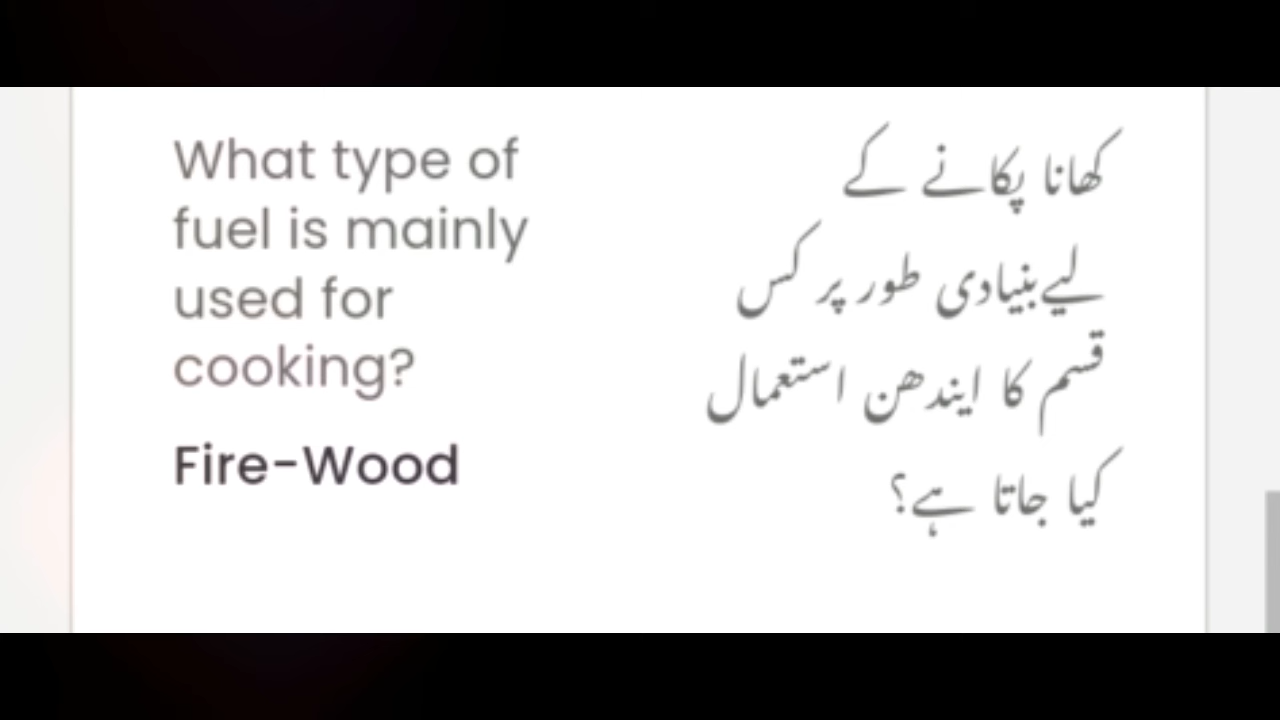 What type of
fuel is mainly
used for
cooking?
Fire-Wood
کھانا پکانے کے
لیے بنیادی طور پر کس
قسم کا ایندھن استعمال
کیا جاتا ہے؟